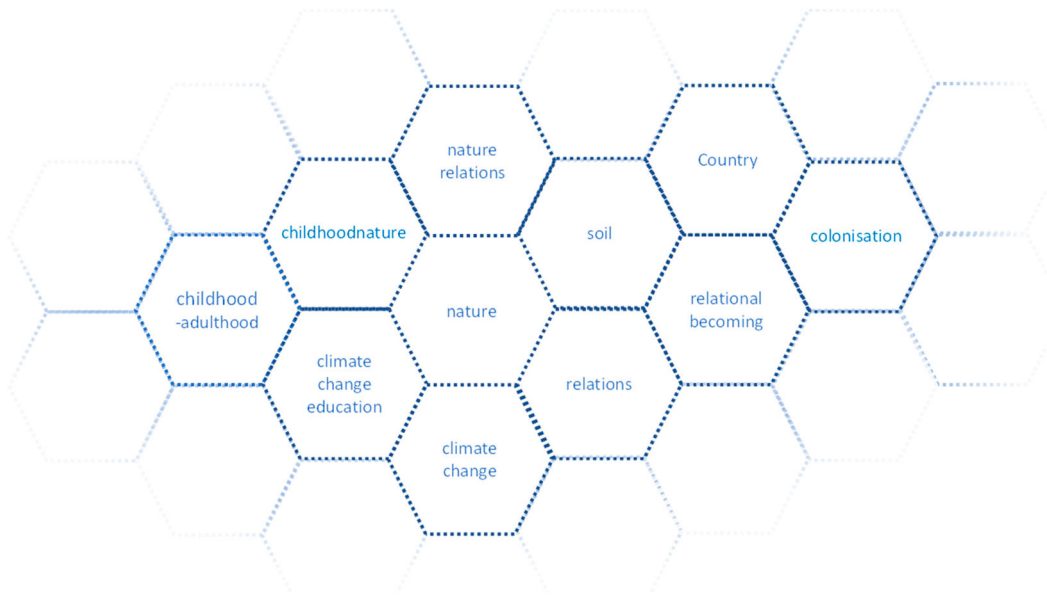 nature
relations
Country
childhoodnature
soil
colonisation
childhood
-adulthood
nature
relational
becoming
climate
change
education
relations
climate
change